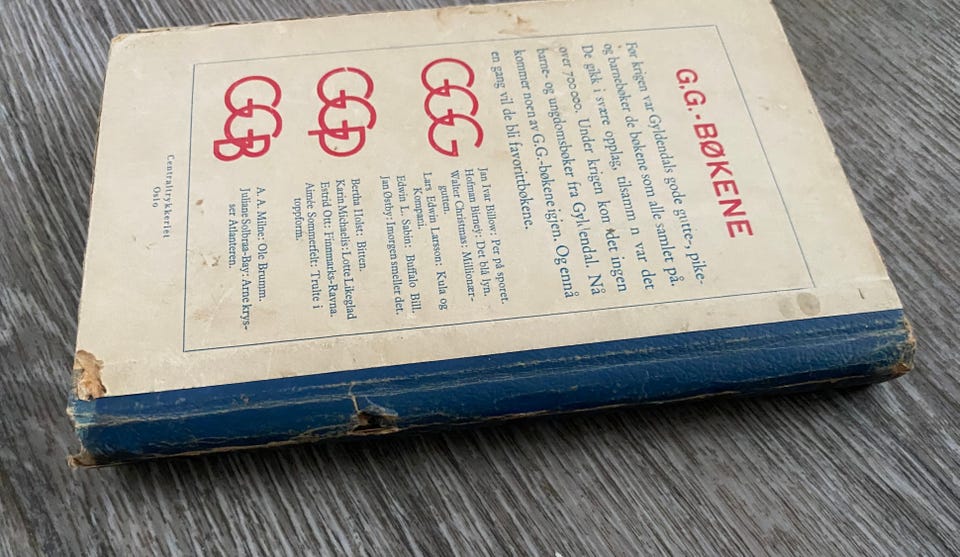 G.G.-BØKENE
Før krigen var Gyldendals gode gutte-, pike-
og barnebøker de bøkene som alle samlet på.
De gikk i svære opplag, tilsamm n var det
over 700 000. Under krigen kom det ingen
barne- og ungdomsbøker fra Gyldendal. Nå
kommer noen av G.G.-bøkene igjen. Og ennå
en gang vil de bli favorittbøkene.
GGG
Jan Ivar Billow: Per på sporet.
Hofman Birney: Det blå lyn.
Walter Christmas: Millionær-
gutten.
Lars Edwin Larsson: Kula og
Kompani.
Edwin L. Sabin: Buffalo Bill.
Jan Østby: Imorgen smeller det.
GGP
Bertha Holst: Bitten.
Karin Michaelis: Lotte Likeglad
Estrid Ott: Finnmarks-Ravna.
Aimée Sommerfelt: Trulte i
toppform.
GGB
A. A. Milne: Ole Brumm.
Juliane Solbraa-Bay: Arne krys-
ser Atlanteren.
Centraltrykkeriet
Oslo